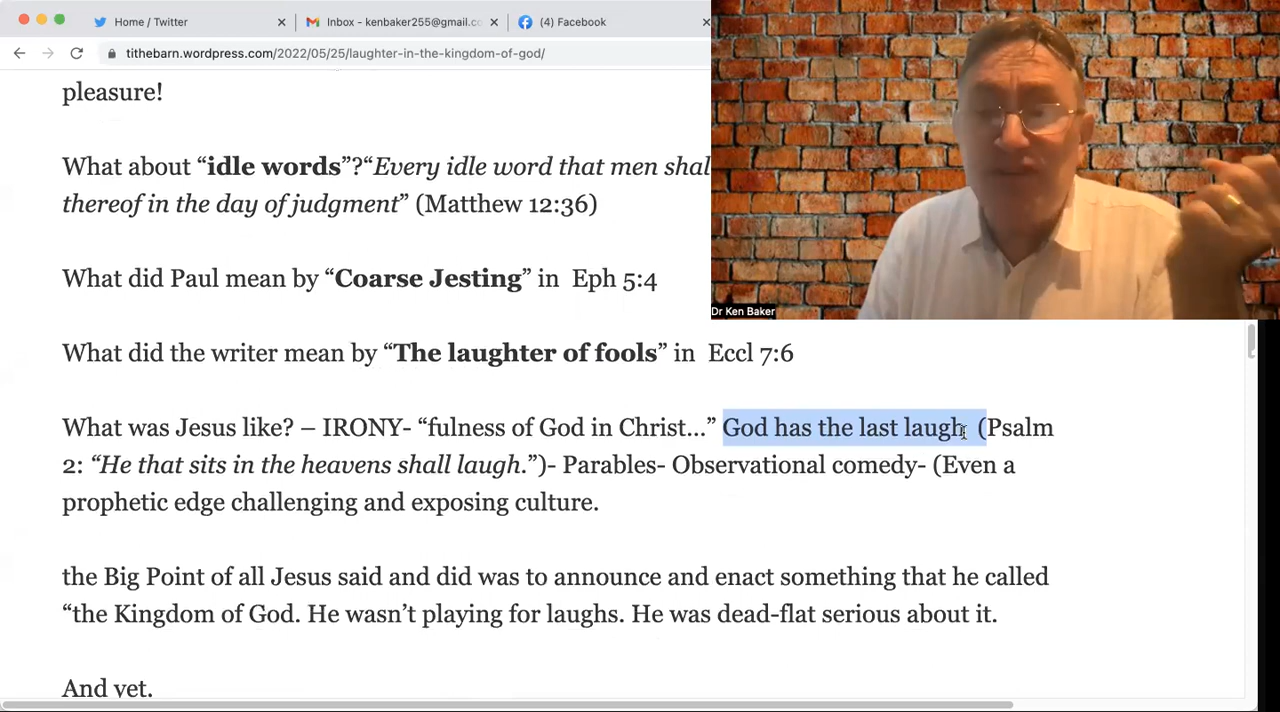 Home / Twitter
Inbox - kenbaker255@gmail.cc
(4) Facebook
tithebarn.wordpress.com/2022/05/25/laughter-in-the-kingdom-of-god/
pleasure!
What about “idle words”?“Every idle word that men shal
thereof in the day of judgment” (Matthew 12:36)
Dr Ken Baker
What did Paul mean by “Coarse Jesting” in Eph 5:4
What did the writer mean by “The laughter of fools” in Eccl 7:6
What was Jesus like? – IRONY- “fulness of God in Christ…” God has the last laugh (Psalm
2: “He that sits in the heavens shall laugh.”)- Parables- Observational comedy- (Even a
prophetic edge challenging and exposing culture.
the Big Point of all Jesus said and did was to announce and enact something that he called
“the Kingdom of God. He wasn’t playing for laughs. He was dead-flat serious about it.
And yet.